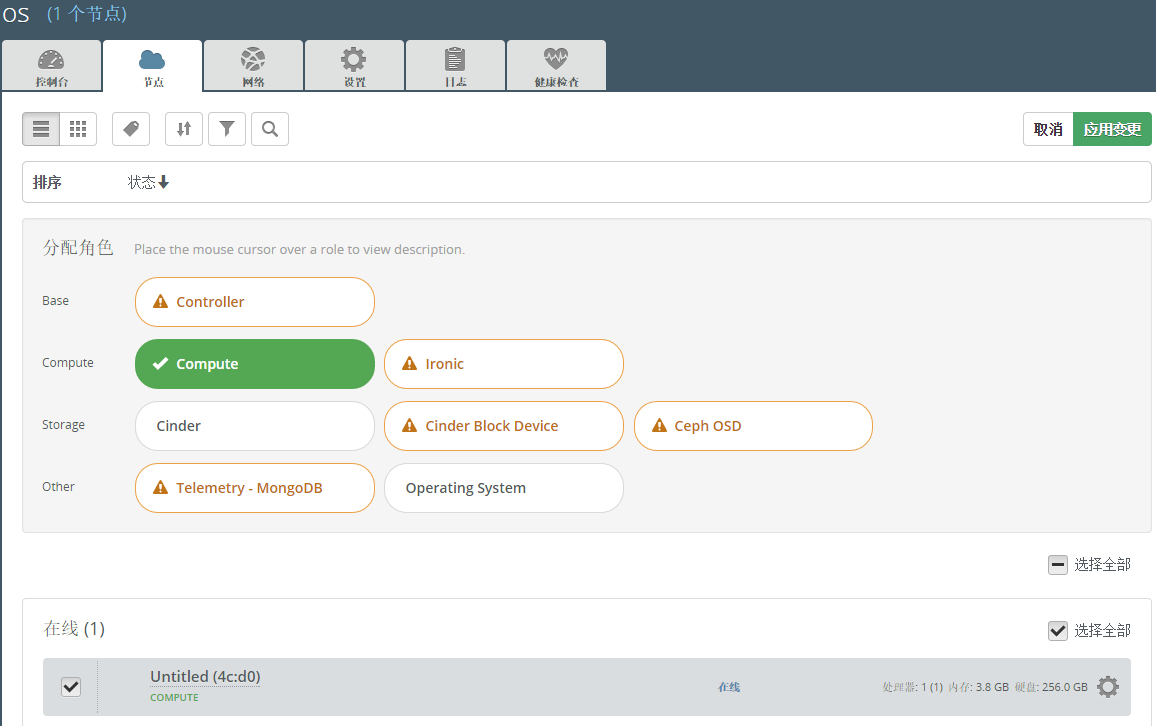 OS (1 个节点)
控制台 节点 网络 设置 日志 健康检查
取消 应用变更
排序 状态
分配角色 Place the mouse cursor over a role to view description.
Base Controller
Compute Compute Ironic
Storage Cinder Cinder Block Device Ceph OSD
Other Telemetry - MongoDB Operating System
选择全部
在线 (1) 选择全部
Untitled (4c:d0)
COMPUTE
在线 处理器: 1 (1) 内存: 3.8 GB 硬盘: 256.0 GB